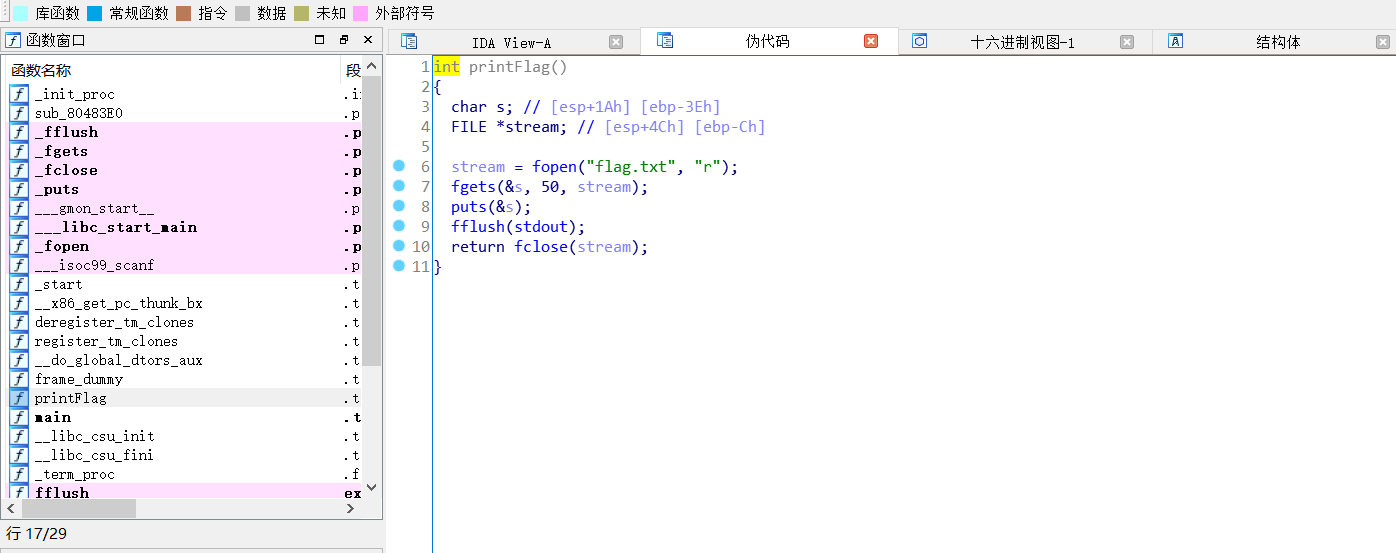 库函数 常规函数 指令 数据 未知 外部符号
函数窗口
函数名称 段
_init_proc .i
sub_80483E0 .p
_fflush .p
_fgets .p
_fclose .p
_puts .p
___gmon_start__ .p
___libc_start_main .p
_fopen .p
___isoc99_scanf .p
_start .t
__x86_get_pc_thunk_bx .t
deregister_tm_clones .t
register_tm_clones .t
__do_global_dtors_aux .t
frame_dummy .t
printFlag .t
main .t
__libc_csu_init .t
__libc_csu_fini .t
_term_proc .f
fflush ex
行 17/29
IDA View-A 伪代码 十六进制视图-1 结构体
1 int printFlag()
2 {
3 char s; // [esp+1Ah] [ebp-3Eh]
4 FILE *stream; // [esp+4Ch] [ebp-Ch]
5
6 stream = fopen("flag.txt", "r");
7 fgets(&s, 50, stream);
8 puts(&s);
9 fflush(stdout);
10 return fclose(stream);
11 }